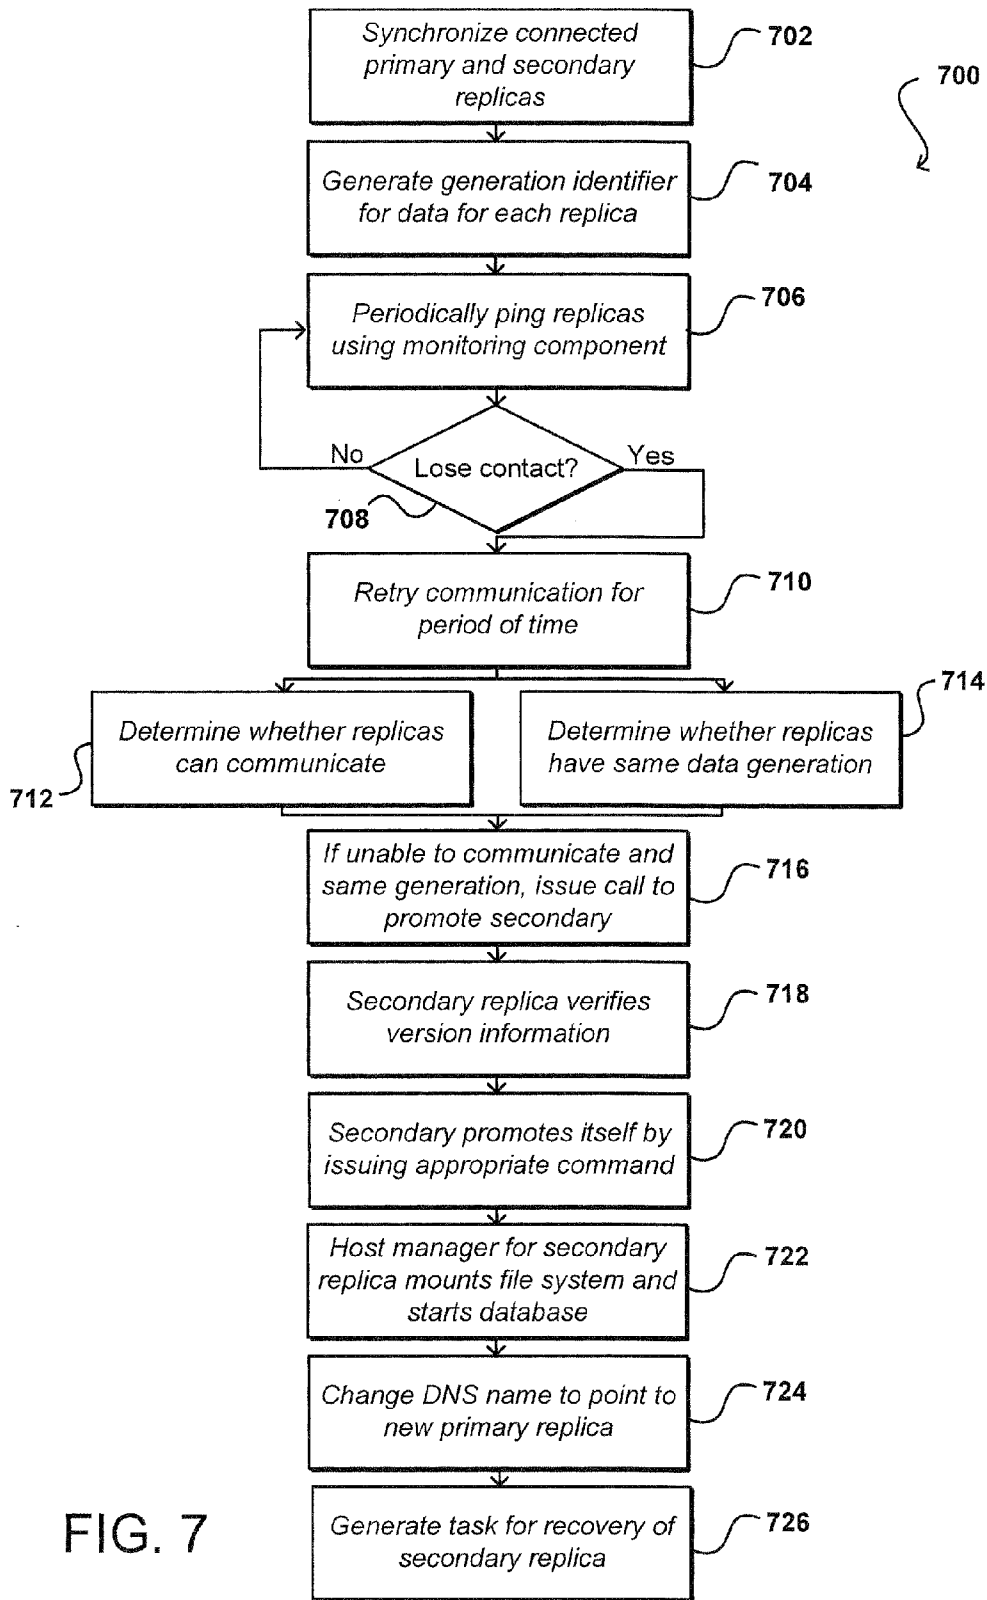 Synchronize connected
primary and secondary
replicas
702
700
Generate generation identifier
for data for each replica
704
Periodically ping replicas
using monitoring component
706
No
Lose contact?
Yes
708
Retry communication for
period of time
710
Determine whether replicas
can communicate
712
Determine whether replicas
have same data generation
714
If unable to communicate and
same generation, issue call to
promote secondary
716
Secondary replica verifies
version information
718
Secondary promotes itself by
issuing appropriate command
720
Host manager for secondary
replica mounts file system and
starts database
722
Change DNS name to point to
new primary replica
724
Generate task for recovery of
secondary replica
726
FIG. 7